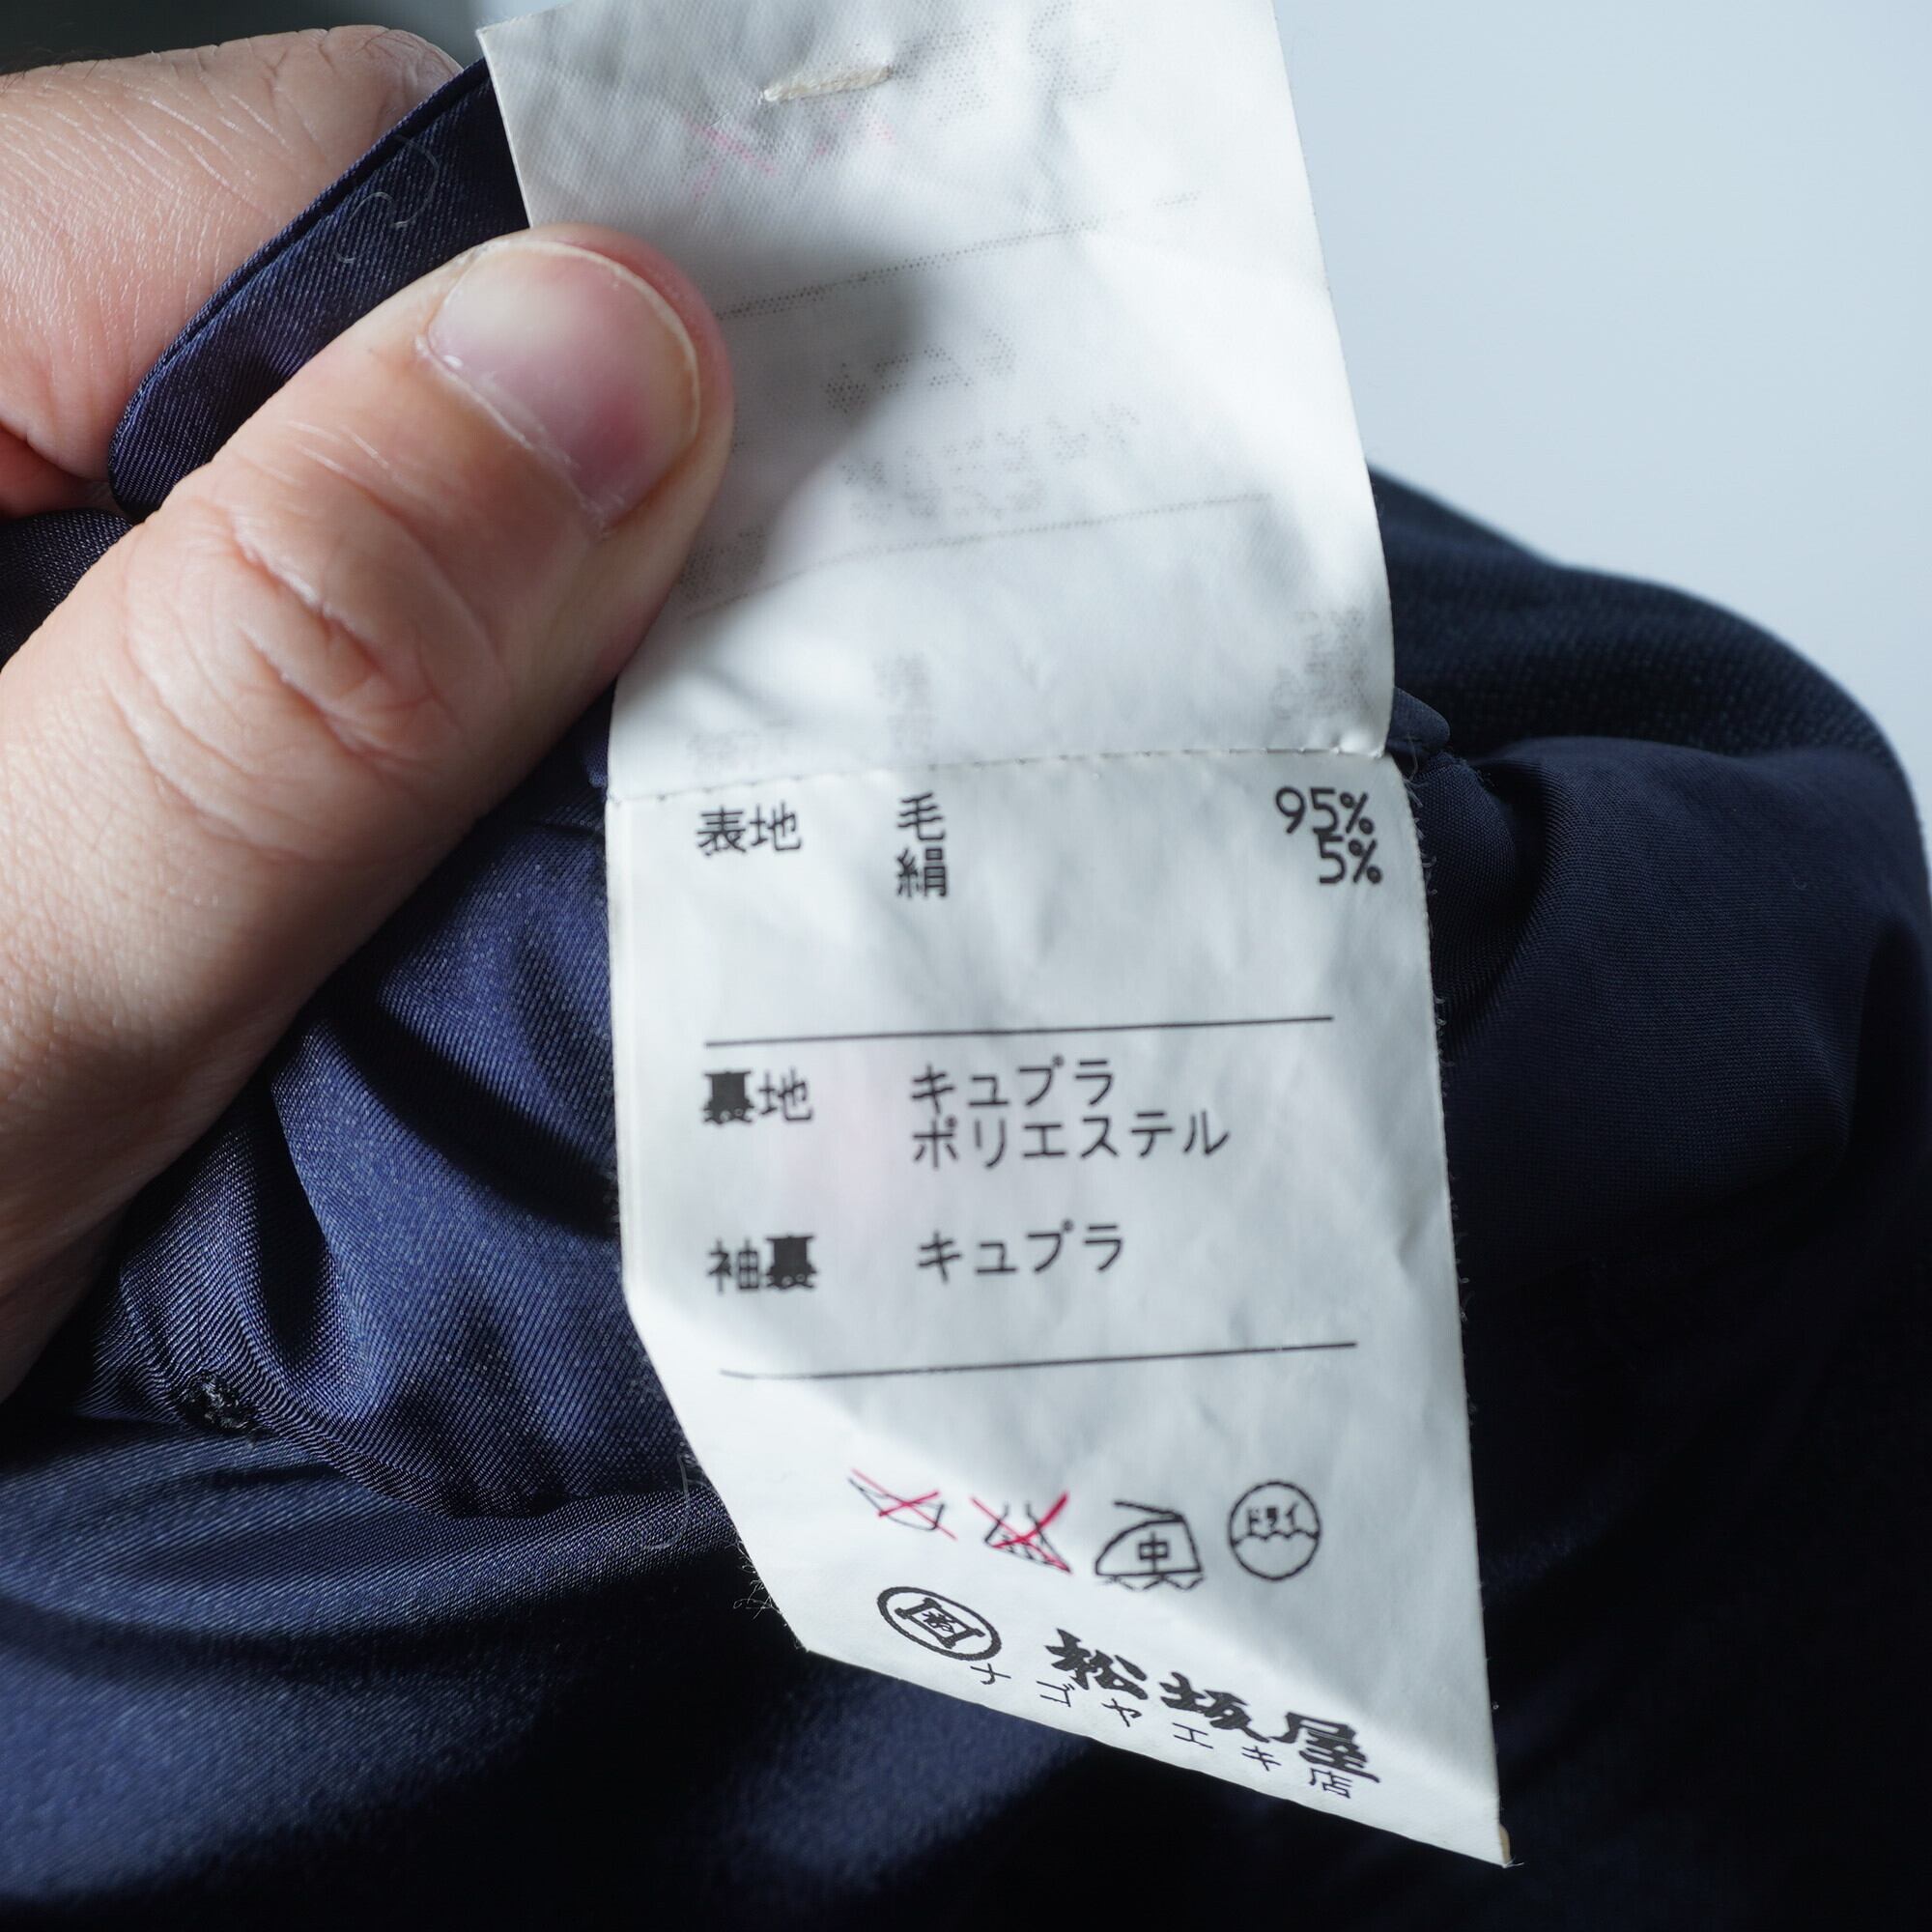 表地 毛 95%
絹 5%
裏地 キュプラ
ポリエステル
袖裏 キュプラ
中 ドライ
松坂屋
ナゴヤエキ店